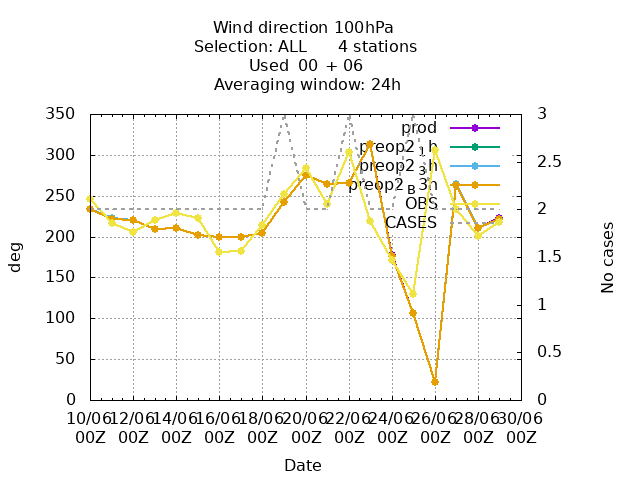 Wind direction 100hPa
Selection: ALL 4 stations
Used 00 + 06
Averaging window: 24h
350
300
250
200
150
100
50
0
deg
3
2.5
2
1.5
1
0.5
0
No cases
prod
preop2_1h
preop2_3h
preop2_B_3h
OBS
CASES
10/06 12/06 14/06 16/06 18/06 20/06 22/06 24/06 26/06 28/06 30/06
00Z 00Z 00Z 00Z 00Z 00Z 00Z 00Z 00Z 00Z 00Z
Date